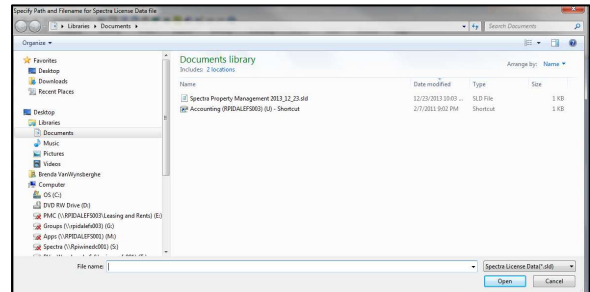 Specify Path and Filename for Spectra License Data file
Libraries ▸ Documents ▸
Search Documents
Organize ▾
Favorites
Desktop
Downloads
Recent Places
Desktop
Libraries
Documents
Music
Pictures
Videos
Brenda VanWynsberghe
Computer
OS (C:)
DVD RW Drive (D:)
PMC (\\RPIDALEFS003\Leasing and Rents) (E:)
Groups (\\rpidalefs003) (G:)
Apps (\\RPIDALEFS001) (M:)
Spectra (\\Rpiwinedc001) (S:)
Documents library
Includes: 2 locations
Arrange by: Name ▾
Name Date modified Type Size
Spectra Property Management 2013_12_23.sld 12/23/2013 10:03 ... SLD File 1 KB
Accounting (RPIDALEFS003) (U) - Shortcut 2/7/2011 9:02 PM Shortcut 1 KB
File name:
Spectra License Data(*.sld)
Open Cancel